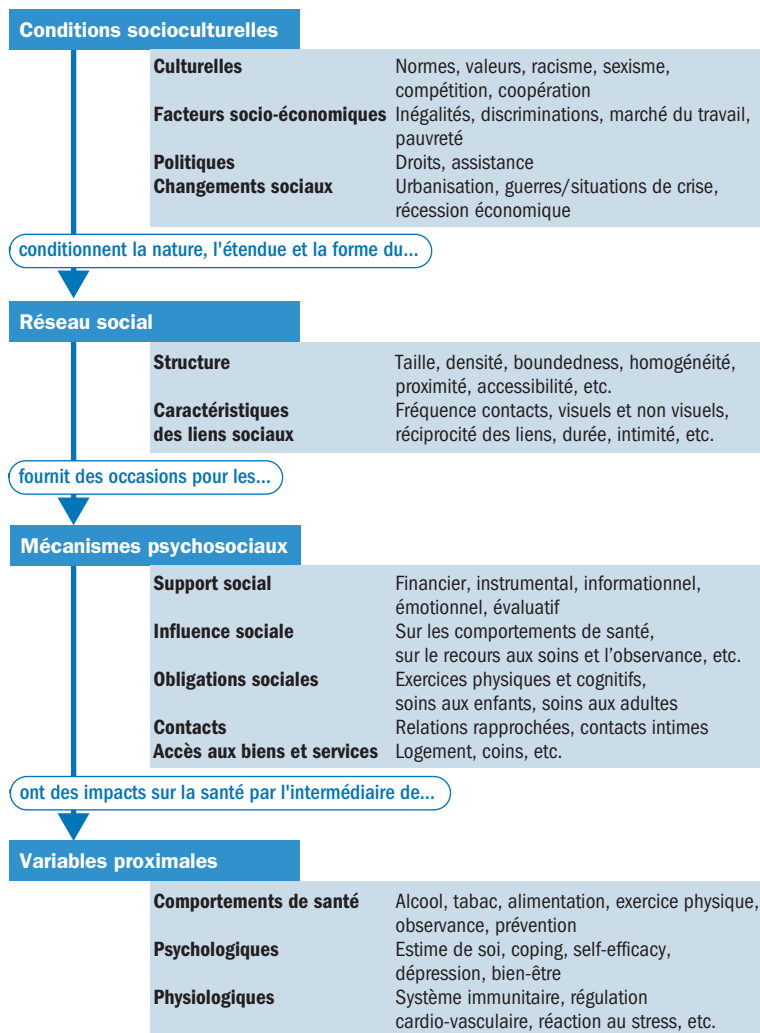 Conditions socioculturelles
Culturelles Normes, valeurs, racisme, sexisme,
compétition, coopération
Facteurs socio-économiques Inégalités, discriminations, marché du travail,
pauvreté
Politiques Droits, assistance
Changements sociaux Urbanisation, guerres/situations de crise,
récession économique
conditionnent la nature, l'étendue et la forme du...
Réseau social
Structure Taille, densité, boundedness, homogénéité,
proximité, accessibilité, etc.
Caractéristiques Fréquence contacts, visuels et non visuels,
des liens sociaux réciprocité des liens, durée, intimité, etc.
fournit des occasions pour les...
Mécanismes psychosociaux
Support social Financier, instrumental, informationnel,
émotionnel, évaluatif
Influence sociale Sur les comportements de santé,
sur le recours aux soins et l’observance, etc.
Obligations sociales Exercices physiques et cognitifs,
soins aux enfants, soins aux adultes
Contacts Relations rapprochées, contacts intimes
Accès aux biens et services Logement, coins, etc.
ont des impacts sur la santé par l'intermédiaire de...
Variables proximales
Comportements de santé Alcool, tabac, alimentation, exercice physique,
observance, prévention
Psychologiques Estime de soi, coping, self-efficacy,
dépression, bien-être
Physiologiques Système immunitaire, régulation
cardio-vasculaire, réaction au stress, etc.